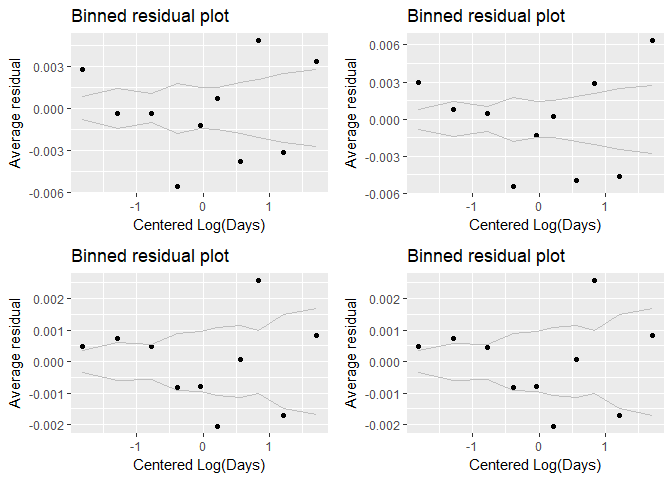 Binned residual plot
Average residual
0.003
0.000
-0.003
-0.006
-1
0
1
Centered Log(Days)
Binned residual plot
Average residual
0.006
0.003
0.000
-0.003
-0.006
-1
0
1
Centered Log(Days)
Binned residual plot
Average residual
0.002
0.001
0.000
-0.001
-0.002
-1
0
1
Centered Log(Days)
Binned residual plot
Average residual
0.002
0.001
0.000
-0.001
-0.002
-1
0
1
Centered Log(Days)